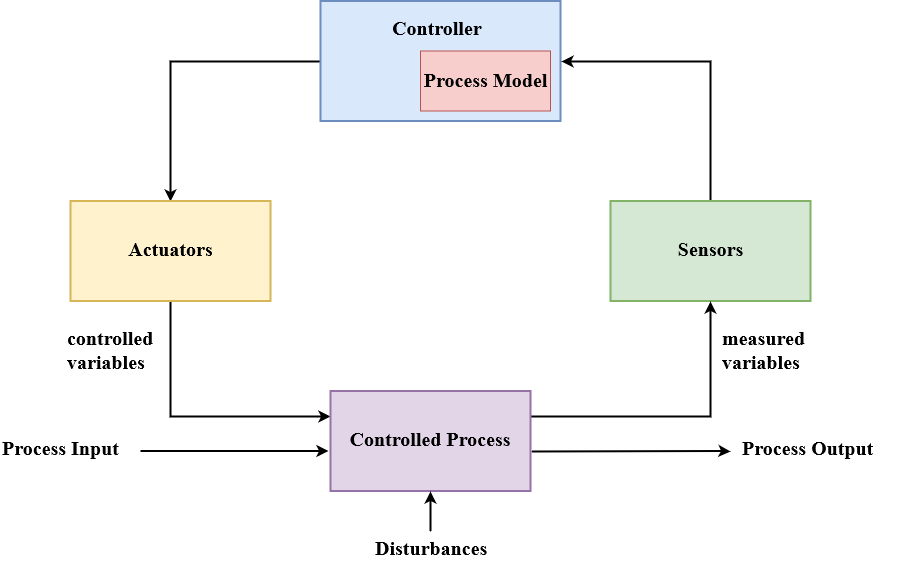 Controller
Process Model
Actuators
Sensors
controlled
variables
measured
variables
Controlled Process
Process Input
Process Output
Disturbances